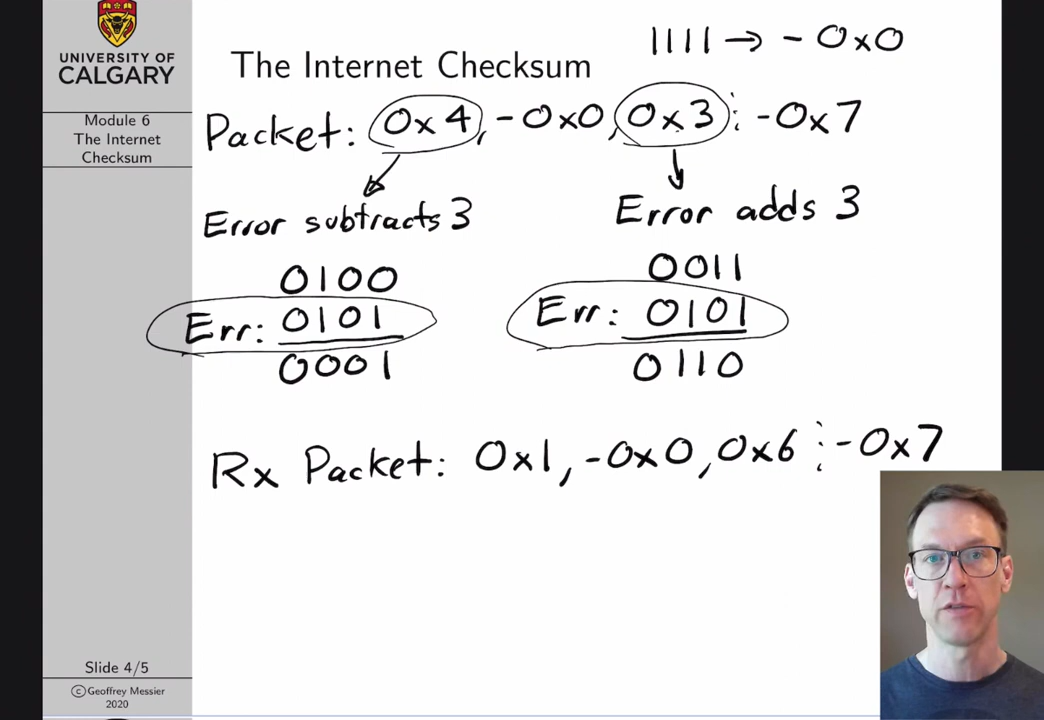 UNIVERSITY OF
CALGARY
Module 6
The Internet
Checksum
Slide 4/5
©Geoffrey Messier
2020
The Internet Checksum
1111 → - 0x0
Packet: 0x4, -0x0, 0x3 ⋮ -0x7
Error subtracts 3
0100
Err: 0101
0001
Error adds 3
0011
Err: 0101
0110
Rx Packet: 0x1, -0x0, 0x6 ⋮ -0x7